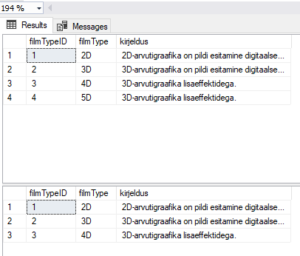 194 %
Results Messages
filmTypeID filmType kirjeldus
1 1 2D 2D-arvutigraafika on pildi esitamine digitaalse...
2 2 3D 3D-arvutigraafika on pildi esitamine digitaalse...
3 3 4D 3D-arvutigraafika lisaeffektidega.
4 4 5D 3D-arvutigraafika lisaeffektidega.
filmTypeID filmType kirjeldus
1 1 2D 2D-arvutigraafika on pildi esitamine digitaalse...
2 2 3D 3D-arvutigraafika on pildi esitamine digitaalse...
3 3 4D 3D-arvutigraafika lisaeffektidega.